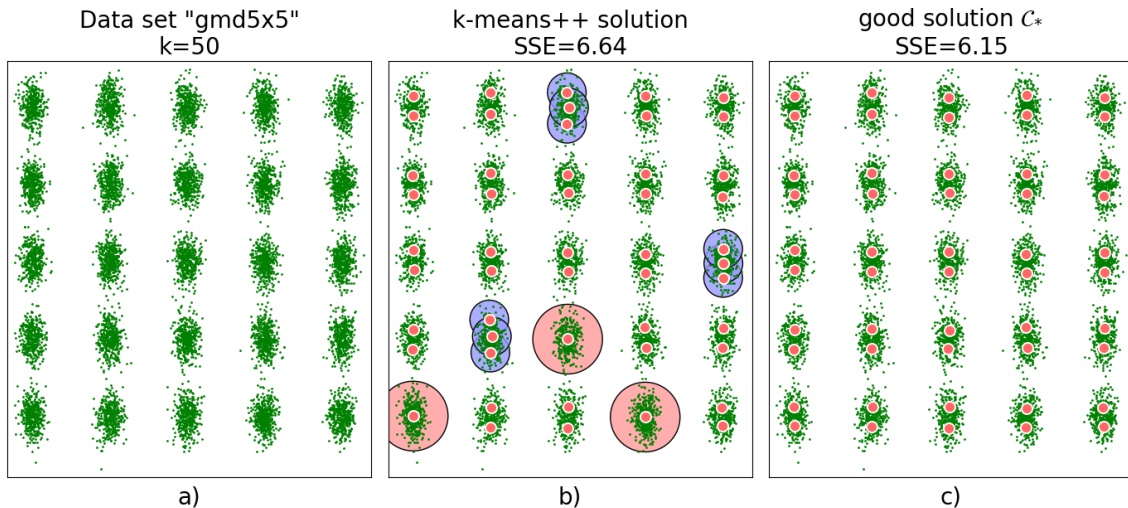 Data set "gmd5x5"
k=50
k-means++ solution
SSE=6.64
good solution 𝒞*
SSE=6.15
a)
b)
c)